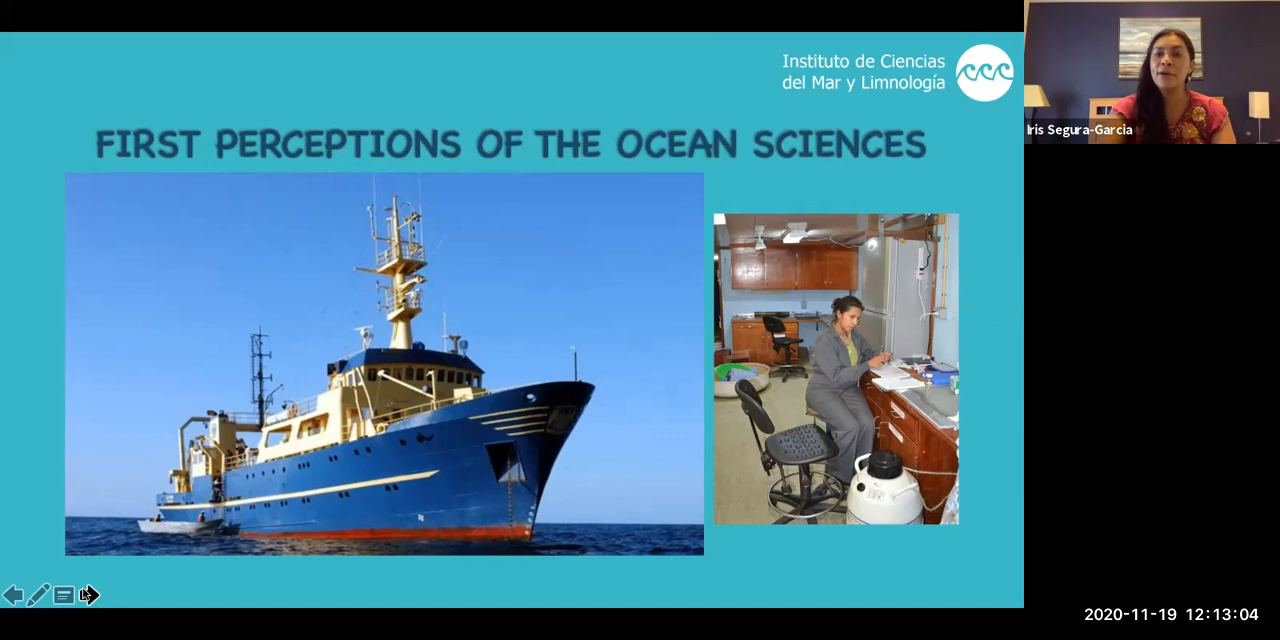 Instituto de Ciencias
del Mar y Limnología
FIRST PERCEPTIONS OF THE OCEAN SCIENCES
Iris Segura-Garcia
2020-11-19 12:13:04